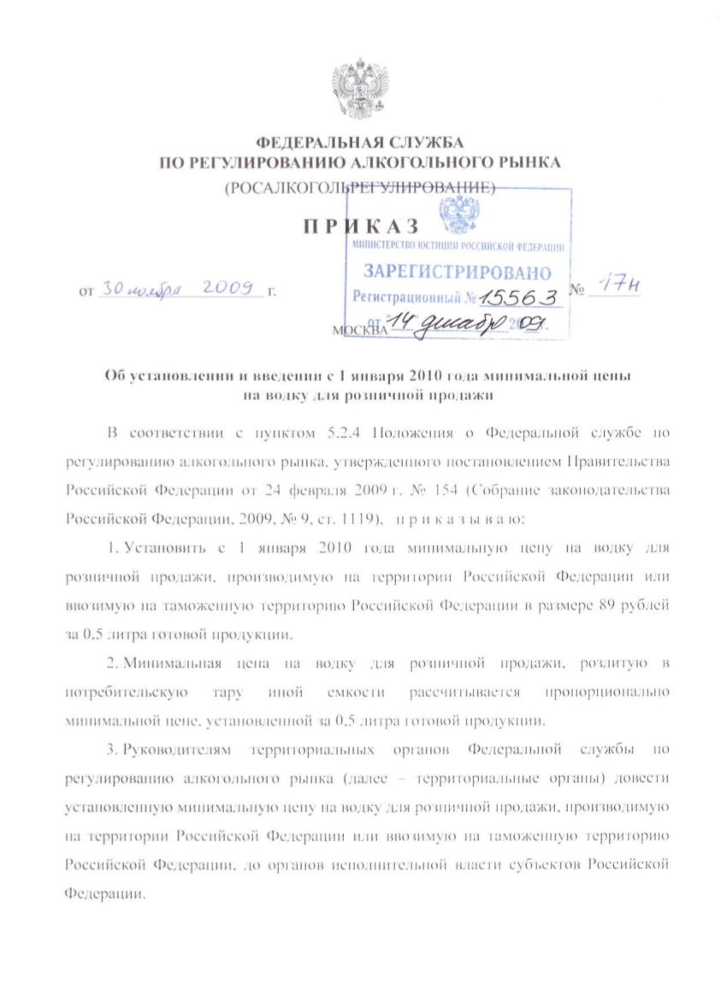 ФЕДЕРАЛЬНАЯ СЛУЖБА
ПО РЕГУЛИРОВАНИЮ АЛКОГОЛЬНОГО РЫНКА
(РОСАЛКОГОЛЬРЕГУЛИРОВАНИЕ)
П Р И К А З
МИНИСТЕРСТВО ЮСТИЦИИ РОССИЙСКОЙ ФЕДЕРАЦИИ
ЗАРЕГИСТРИРОВАНО
Регистрационный № 15563
от "14" декабря 2009 г.
от 30 ноября 2009 г.
№ 17н
МОСКВА
Об установлении и введении с 1 января 2010 года минимальной цены
на водку для розничной продажи
В соответствии с пунктом 5.2.4 Положения о Федеральной службе по
регулированию алкогольного рынка, утвержденного постановлением Правительства
Российской Федерации от 24 февраля 2009 г. № 154 (Собрание законодательства
Российской Федерации, 2009, № 9, ст. 1119), п р и к а з ы в а ю:
1. Установить с 1 января 2010 года минимальную цену на водку для
розничной продажи, производимую на территории Российской Федерации или
ввозимую на таможенную территорию Российской Федерации в размере 89 рублей
за 0,5 литра готовой продукции.
2. Минимальная цена на водку для розничной продажи, розлитую в
потребительскую тару иной емкости рассчитывается пропорционально
минимальной цене, установленной за 0,5 литра готовой продукции.
3. Руководителям территориальных органов Федеральной службы по
регулированию алкогольного рынка (далее – территориальные органы) довести
установленную минимальную цену на водку для розничной продажи, производимую
на территории Российской Федерации или ввозимую на таможенную территорию
Российской Федерации, до органов исполнительной власти субъектов Российской
Федерации.